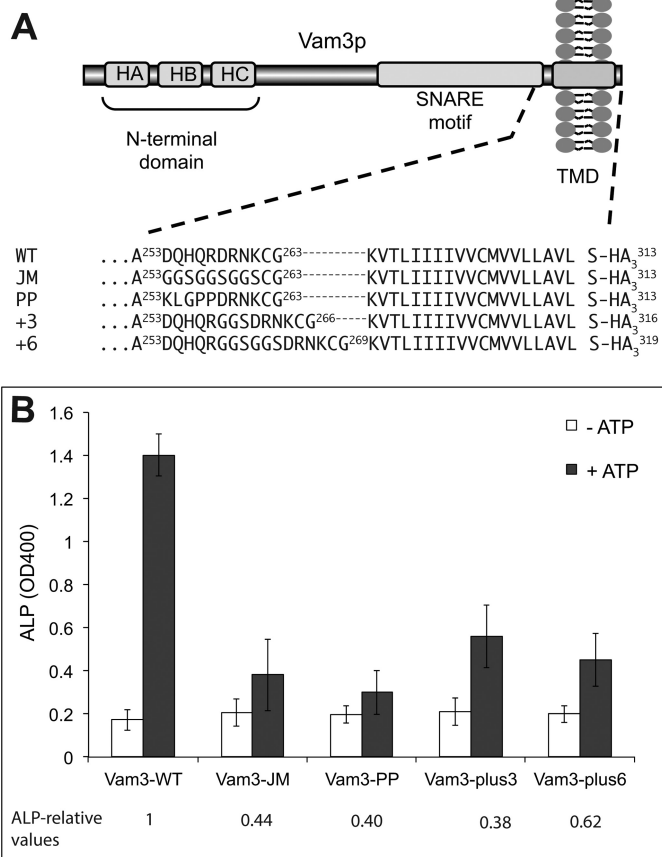 A
Vam3p
HA HB HC
SNARE
motif
N-terminal
domain
TMD
WT ...A253DQHQRDRNKCG263----------KVTLIIIIVVCMVVLLAVL S-HA3313
JM ...A253GGSGGSGGSCG263----------KVTLIIIIVVCMVVLLAVL S-HA3313
PP ...A253KLGPPDRNKCG263----------KVTLIIIIVVCMVVLLAVL S-HA3313
+3 ...A253DQHQRGGSDRNKCG266-----KVTLIIIIVVCMVVLLAVL S-HA3316
+6 ...A253DQHQRGGSGGSDRNKCG269KVTLIIIIVVCMVVLLAVL S-HA3319
B
1.6
1.4
1.2
1
0.8
0.6
0.4
0.2
0
ALP (OD400)
- ATP
+ ATP
Vam3-WT Vam3-JM Vam3-PP Vam3-plus3 Vam3-plus6
ALP-relative
values
1 0.44 0.40 0.38 0.62